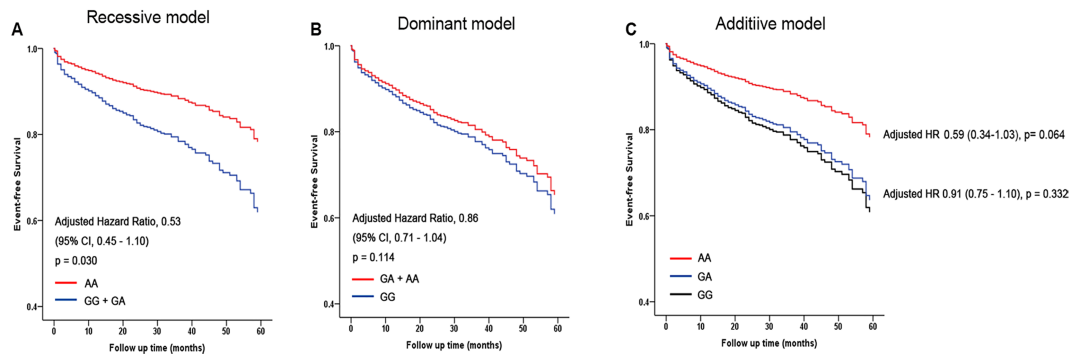 Recessive model
A
1.0
0.8
0.6
0.4
Event-free Survival
Adjusted Hazard Ratio, 0.53
(95% CI, 0.45 - 1.10)
p = 0.030
AA
GG + GA
0 10 20 30 40 50 60
Follow up time (months)
Dominant model
B
1.0
0.8
0.6
0.4
Event-free Survival
Adjusted Hazard Ratio, 0.86
(95% CI, 0.71 - 1.04)
p = 0.114
GA + AA
GG
0 10 20 30 40 50 60
Follow up time (months)
Additiive model
C
1.0
0.8
0.6
0.4
Event-free Survival
Adjusted HR 0.59 (0.34-1.03), p= 0.064
Adjusted HR 0.91 (0.75 - 1.10), p = 0.332
AA
GA
GG
0 10 20 30 40 50 60
Follow up time (months)